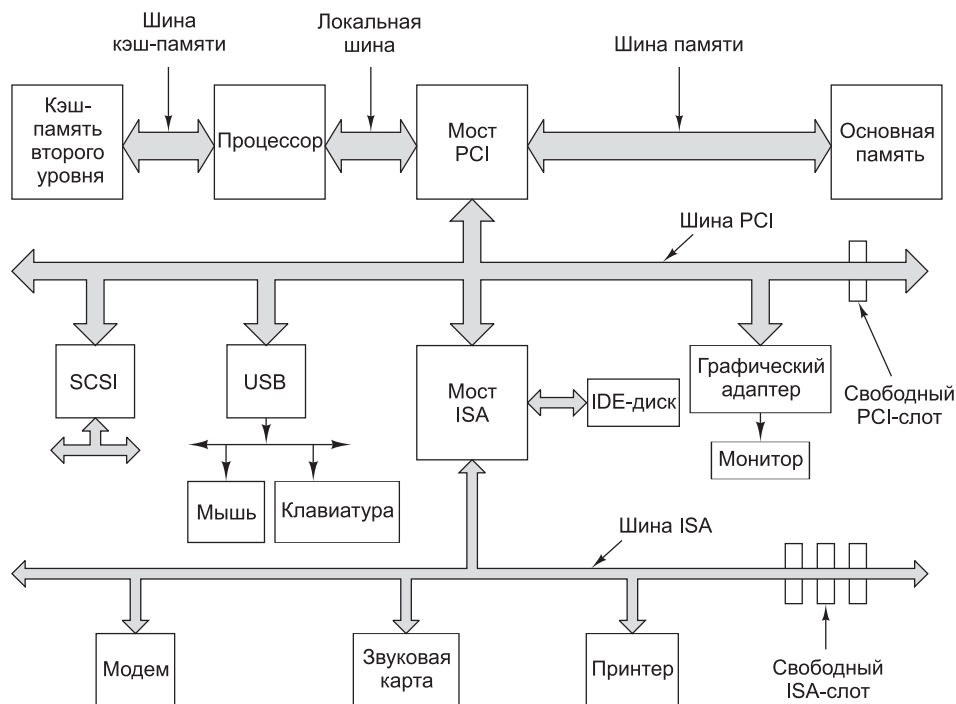 Шина
кэш-памяти
Локальная
шина
Шина памяти
Кэш-
память
второго
уровня
Процессор
Мост
PCI
Основная
память
Шина PCI
SCSI
USB
Мост
ISA
IDE-диск
Графический
адаптер
Свободный
PCI-слот
Монитор
Мышь
Клавиатура
Шина ISA
Модем
Звуковая
карта
Принтер
Свободный
ISA-слот